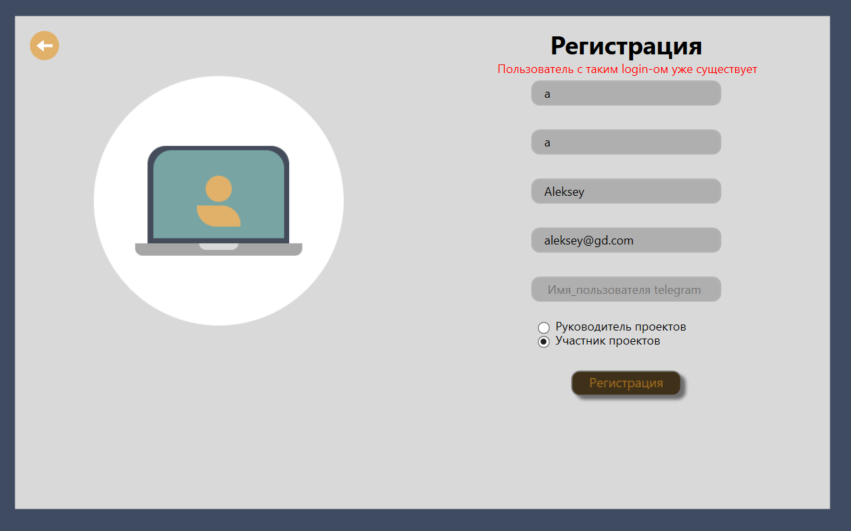 Регистрация
Пользователь с таким login-ом уже существует
a
a
Aleksey
aleksey@gd.com
Имя_пользователя telegram
Руководитель проектов
Участник проектов
Регистрация